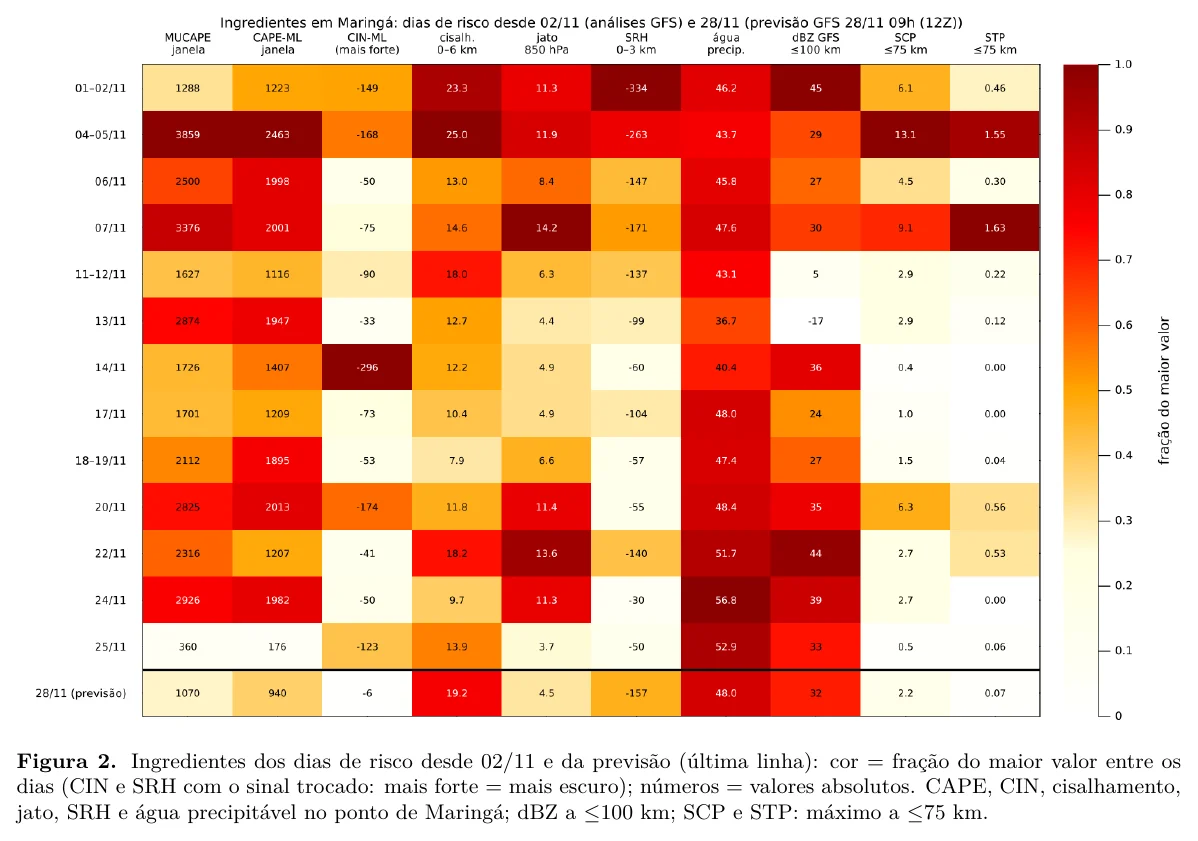 Ingredientes em Maringá: dias de risco desde 02/11 (análises GFS) e 28/11 (previsão GFS 28/11 09h (12Z))
MUCAPE janela CAPE-ML janela CIN-ML (mais forte) cisalh. 0–6 km jato 850 hPa SRH 0–3 km água precip. dBZ GFS ≤100 km SCP ≤75 km STP ≤75 km
01–02/11 1288 1223 -149 23.3 11.3 -334 46.2 45 6.1 0.46
04–05/11 3859 2463 -168 25.0 11.9 -263 43.7 29 13.1 1.55
06/11 2500 1998 -50 13.0 8.4 -147 45.8 27 4.5 0.30
07/11 3376 2001 -75 14.6 14.2 -171 47.6 30 9.1 1.63
11–12/11 1627 1116 -90 18.0 6.3 -137 43.1 5 2.9 0.22
13/11 2874 1947 -33 12.7 4.4 -99 36.7 -17 2.9 0.12
14/11 1726 1407 -296 12.2 4.9 -60 40.4 36 0.4 0.00
17/11 1701 1209 -73 10.4 4.9 -104 48.0 24 1.0 0.00
18–19/11 2112 1895 -53 7.9 6.6 -57 47.4 27 1.5 0.04
20/11 2825 2013 -174 11.8 11.4 -55 48.4 35 6.3 0.56
22/11 2316 1207 -41 18.2 13.6 -140 51.7 44 2.7 0.53
24/11 2926 1982 -50 9.7 11.3 -30 56.8 39 2.7 0.00
25/11 360 176 -123 13.9 3.7 -50 52.9 33 0.5 0.06
28/11 (previsão) 1070 940 -6 19.2 4.5 -157 48.0 32 2.2 0.07
1.0
0.9
0.8
0.7
0.6
0.5
0.4
0.3
0.2
0.1
0
fração do maior valor
Figura 2. Ingredientes dos dias de risco desde 02/11 e da previsão (última linha): cor = fração do maior valor entre os
dias (CIN e SRH com o sinal trocado: mais forte = mais escuro); números = valores absolutos. CAPE, CIN, cisalhamento,
jato, SRH e água precipitável no ponto de Maringá; dBZ a ≤100 km; SCP e STP: máximo a ≤75 km.